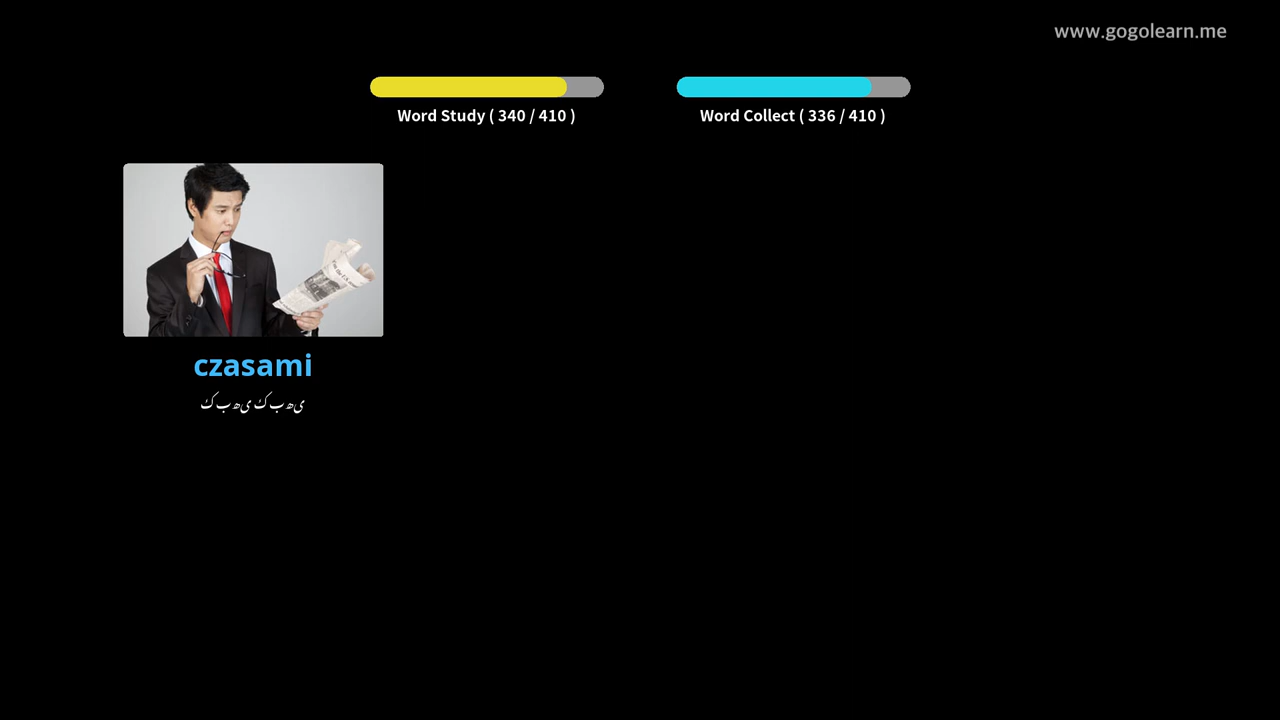 www.gogolearn.me
Word Study ( 340 / 410 )
Word Collect ( 336 / 410 )
czasami
کبھی کبھی